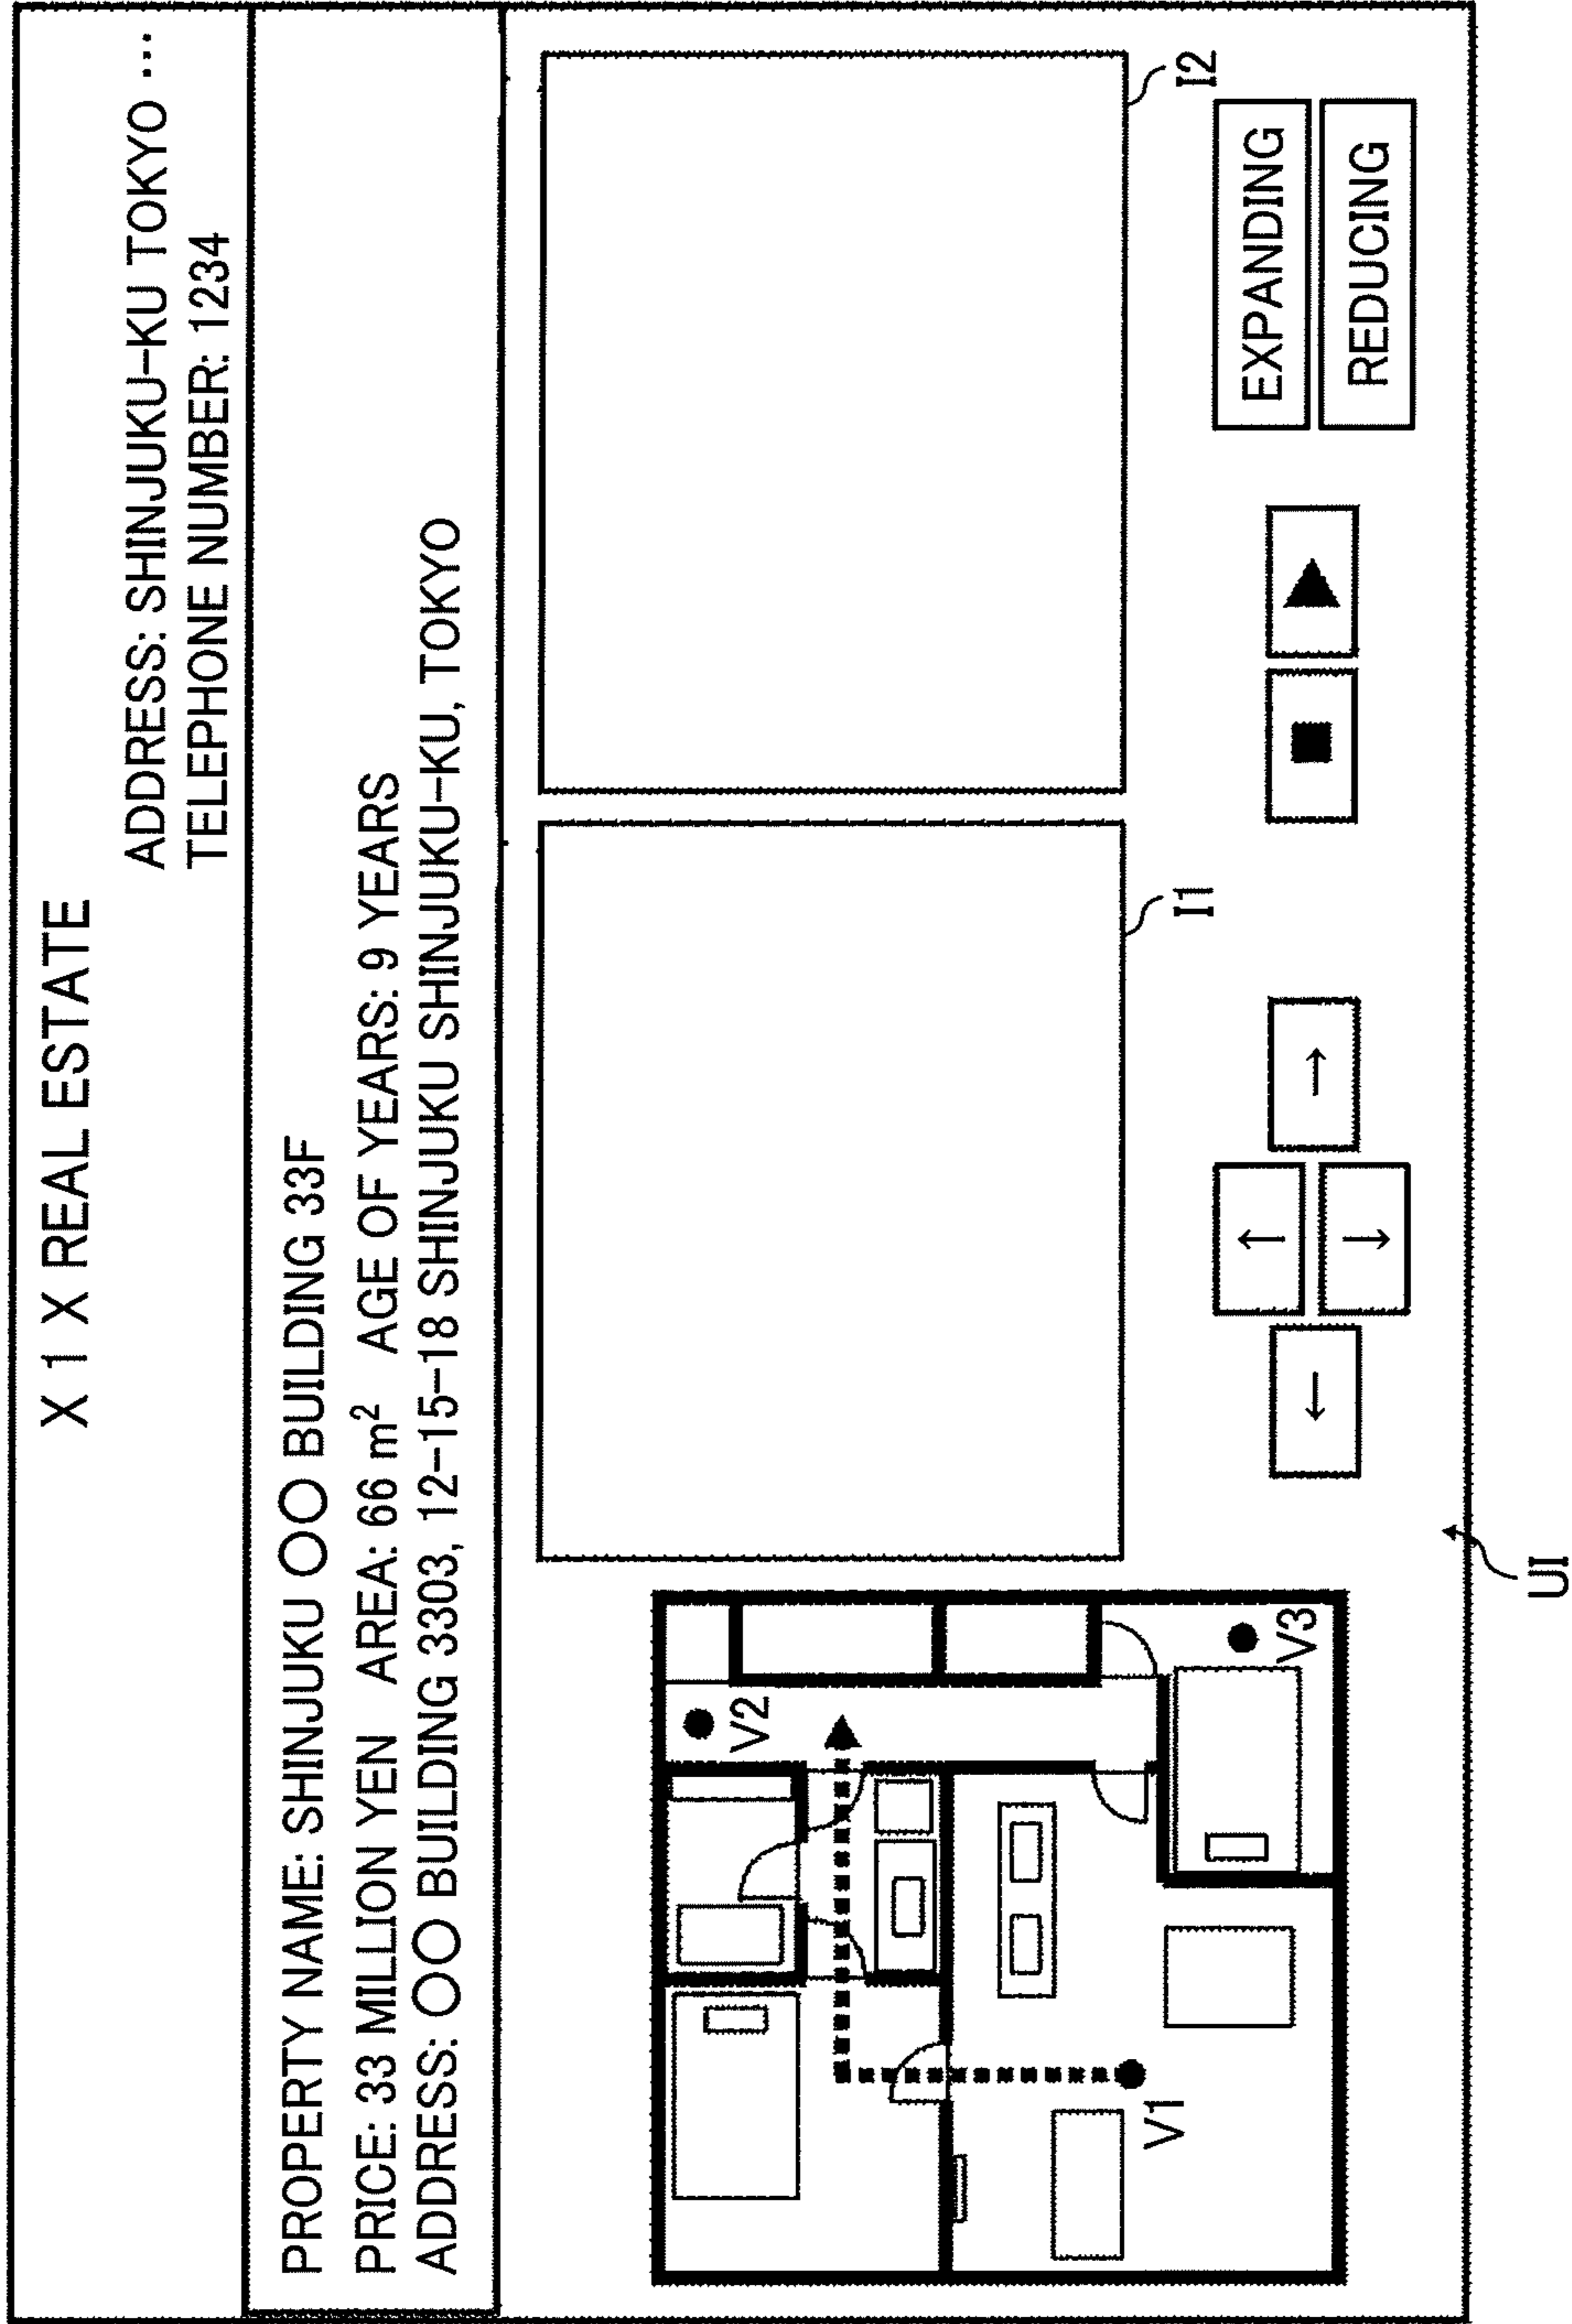 X 1 X REAL ESTATE
ADDRESS: SHINJUKU-KU TOKYO ...
TELEPHONE NUMBER: 1234
PROPERTY NAME: SHINJUKU ○○ BUILDING 33F
PRICE: 33 MILLION YEN AREA: 66 m² AGE OF YEARS: 9 YEARS
ADDRESS: ○○ BUILDING 3303, 12-15-18 SHINJUKU SHINJUKU-KU, TOKYO
V2
V1
V3
I1
I2
← ↑ ↓ →
■ ▶
EXPANDING
REDUCING
UI